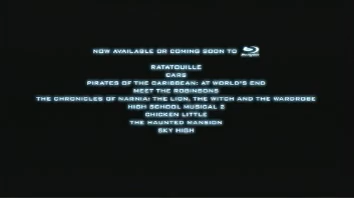 NOW AVAILABLE OR COMING SOON TO
RATATOUILLE
CARS
PIRATES OF THE CARIBBEAN: AT WORLD'S END
MEET THE ROBINSONS
THE CHRONICLES OF NARNIA: THE LION, THE WITCH AND THE WARDROBE
HIGH SCHOOL MUSICAL 2
CHICKEN LITTLE
THE HAUNTED MANSION
SKY HIGH